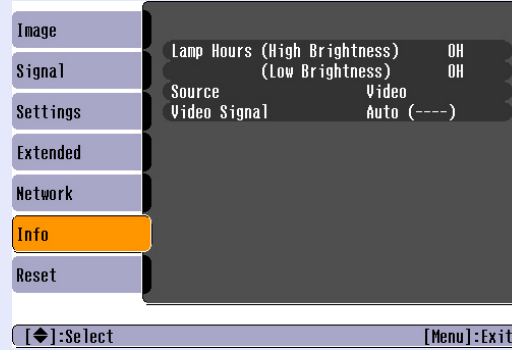 Image
Signal
Settings
Extended
Network
Info
Reset
Lamp Hours (High Brightness) 0H
(Low Brightness) 0H
Source Video
Video Signal Auto (----)
[◆]:Select [Menu]:Exit